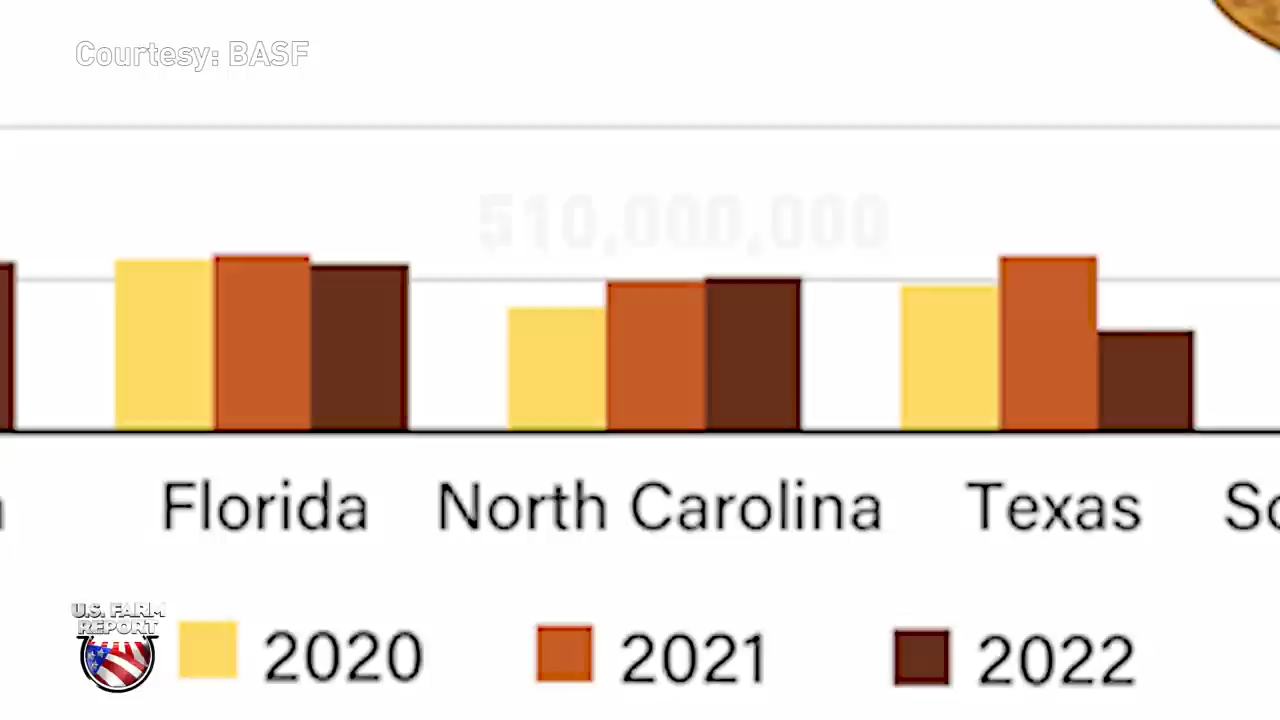 Courtesy: BASF
510,000,000
Florida
North Carolina
Texas
U.S. FARM
REPORT
2020
2021
2022